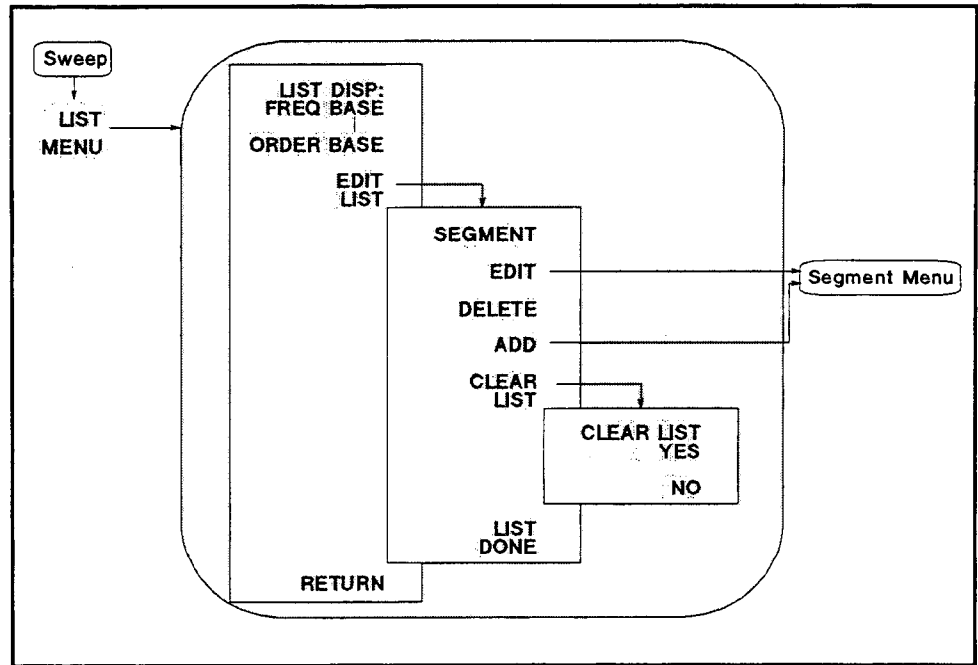 Sweep
LIST
MENU
LIST DISP:
FREQ BASE
ORDER BASE
EDIT
LIST
SEGMENT
EDIT
DELETE
ADD
CLEAR
LIST
Segment Menu
CLEAR LIST
YES
NO
LIST
DONE
RETURN